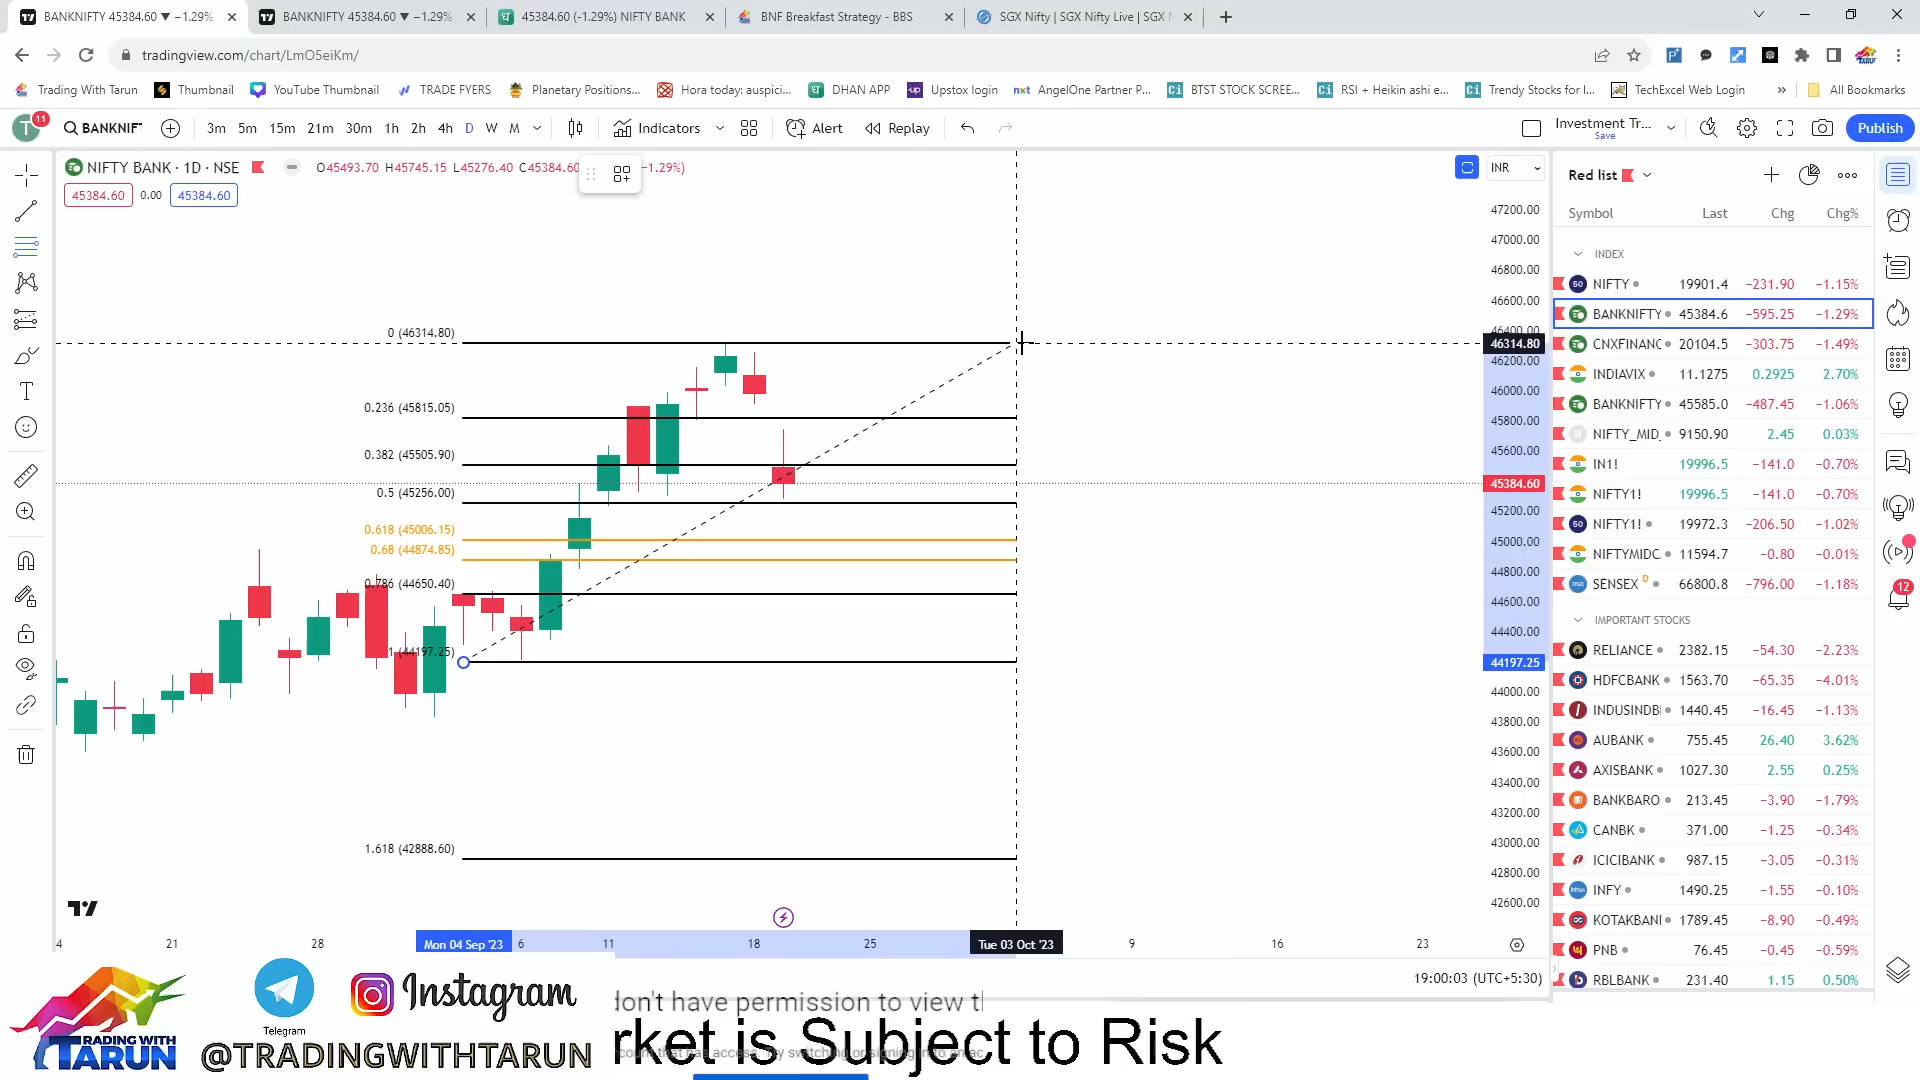 BANKNIFTY 45384.60 ▼ −1.29%
BANKNIFTY 45384.60 ▼ −1.29%
45384.60 (-1.29%) NIFTY BANK
BNF Breakfast Strategy - BBS
SGX Nifty | SGX Nifty Live | SGX
tradingview.com/chart/LmO5eiKm/
Trading With Tarun
Thumbnail
YouTube Thumbnail
TRADE FYERS
Planetary Positions...
Hora today: auspici...
DHAN APP
Upstox login
AngelOne Partner P...
BTST STOCK SCREE...
RSI + Heikin ashi e...
Trendy Stocks for I...
TechExcel Web Login
»
All Bookmarks
T 11
BANKNIF
3m 5m 15m 21m 30m 1h 2h 4h D W M
Indicators
Alert
Replay
Investment Tr...
Save
Publish
NIFTY BANK · 1D · NSE
O45493.70 H45745.15 L45276.40 C45384.60 −1.29%)
45384.60 0.00 45384.60
INR
47200.00
47000.00
46800.00
46600.00
46400.00
46314.80
46200.00
46000.00
45800.00
45600.00
45384.60
45200.00
45000.00
44800.00
44600.00
44400.00
44197.25
44000.00
43800.00
43600.00
43400.00
43200.00
43000.00
42800.00
42600.00
0 (46314.80)
0.236 (45815.05)
0.382 (45505.90)
0.5 (45256.00)
0.618 (45006.15)
0.68 (44874.85)
0.786 (44650.40)
1 (44197.25)
1.618 (42888.60)
4 21 28 Mon 04 Sep '23 6 11 18 25 Tue 03 Oct '23 9 16 23
19:00:03 (UTC+5:30)
Red list
Symbol Last Chg Chg%
INDEX
NIFTY 19901.4 −231.90 −1.15%
BANKNIFTY 45384.6 −595.25 −1.29%
CNXFINANC 20104.5 −303.75 −1.49%
INDIAVIX 11.1275 0.2925 2.70%
BANKNIFTY 45585.0 −487.45 −1.06%
NIFTY_MID_ 9150.90 2.45 0.03%
IN1! 19996.5 −141.0 −0.70%
NIFTY1! 19996.5 −141.0 −0.70%
NIFTY1! 19972.3 −206.50 −1.02%
NIFTYMIDC. 11594.7 −0.80 −0.01%
SENSEX D 66800.8 −796.00 −1.18%
IMPORTANT STOCKS
RELIANCE 2382.15 −54.30 −2.23%
HDFCBANK 1563.70 −65.35 −4.01%
INDUSINDB 1440.45 −16.45 −1.13%
AUBANK 755.45 26.40 3.62%
AXISBANK 1027.30 2.55 0.25%
BANKBARO 213.45 −3.90 −1.79%
CANBK 371.00 −1.25 −0.34%
ICICIBANK 987.15 −3.05 −0.31%
INFY 1490.25 −1.55 −0.10%
KOTAKBANI 1789.45 −8.90 −0.49%
PNB 76.45 −0.45 −0.59%
RBLBANK 231.40 1.15 0.50%
12
TRADING WITH
TARUN
Telegram
Instagram
@TRADINGWITHTARUN
don't have permission to view t
rket is Subject to Risk